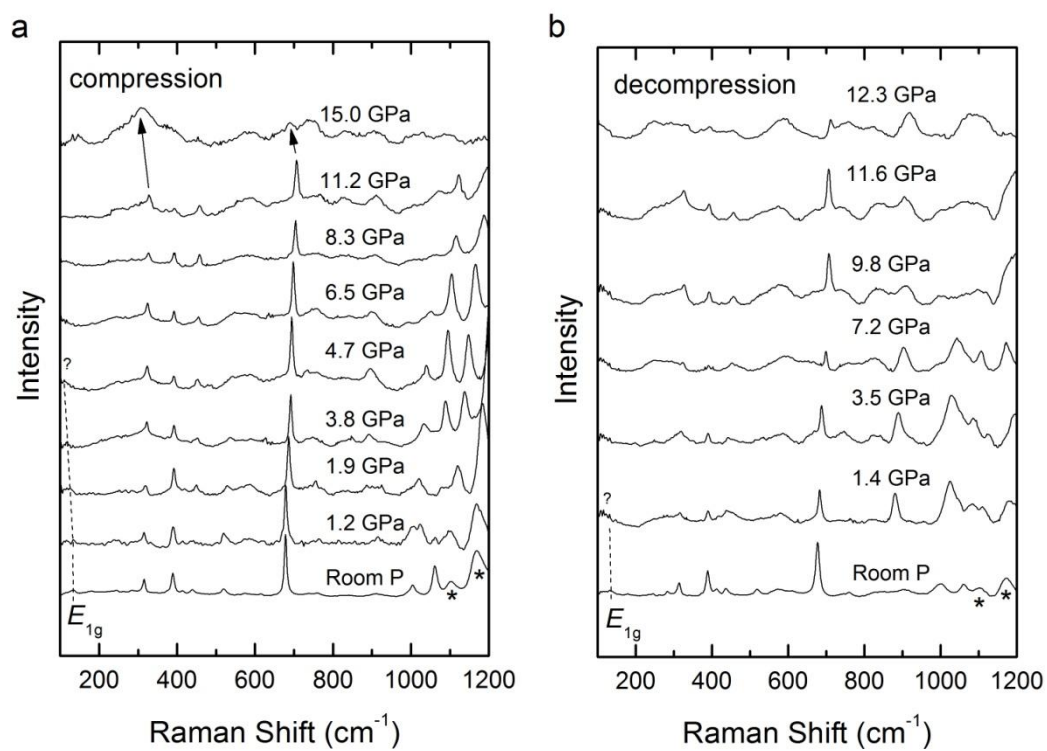 a
compression
15.0 GPa
11.2 GPa
8.3 GPa
6.5 GPa
4.7 GPa
?
3.8 GPa
1.9 GPa
1.2 GPa
Room P
*
*
E1g
Intensity
200 400 600 800 1000 1200
Raman Shift (cm-1)
b
decompression
12.3 GPa
11.6 GPa
9.8 GPa
7.2 GPa
3.5 GPa
1.4 GPa
?
Room P
*
*
E1g
Intensity
200 400 600 800 1000 1200
Raman Shift (cm-1)